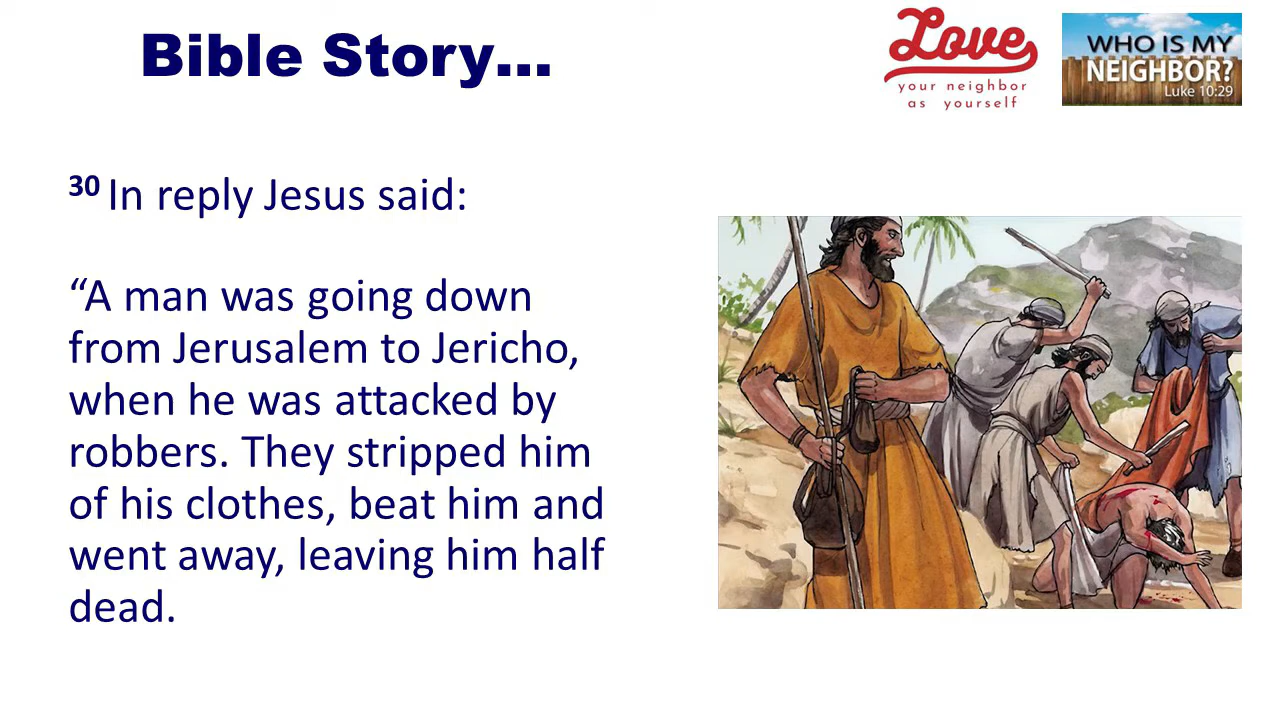 Bible Story...
Love
your neighbor
as yourself
WHO IS MY
NEIGHBOR?
Luke 10:29
30 In reply Jesus said:
“A man was going down
from Jerusalem to Jericho,
when he was attacked by
robbers. They stripped him
of his clothes, beat him and
went away, leaving him half
dead.